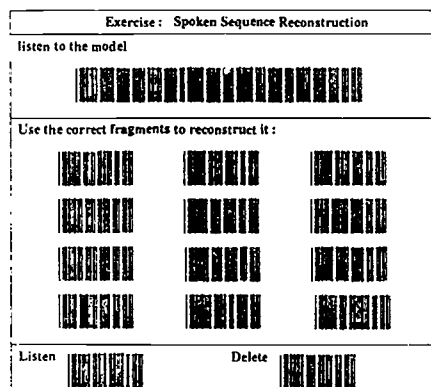 Exercise : Spoken Sequence Reconstruction
listen to the model
Use the correct fragments to reconstruct it :
Listen Delete